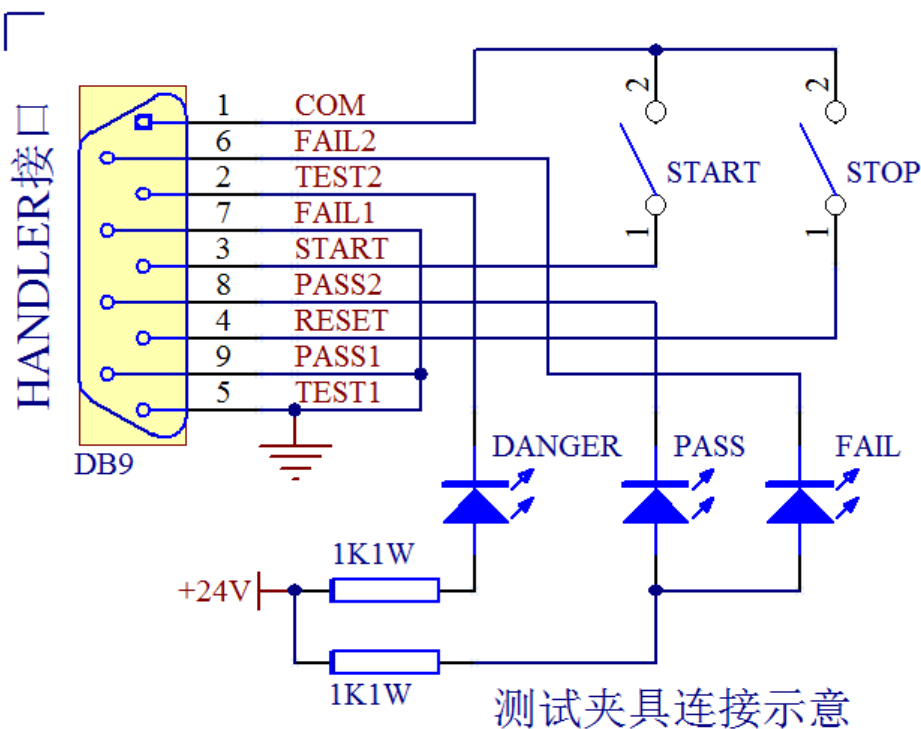 HANDLER接口
1 COM
6 FAIL2
2 TEST2
7 FAIL1
3 START
8 PASS2
4 RESET
9 PASS1
5 TEST1
DB9
2
START
1
2
STOP
1
DANGER
PASS
FAIL
1K1W
+24V
1K1W
测试夹具连接示意